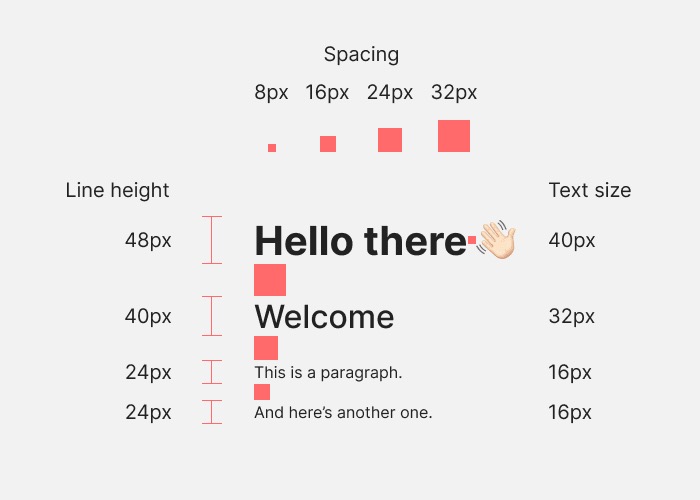 Spacing
8px 16px 24px 32px
Line height Text size
48px Hello there 👋🏻 40px
40px Welcome 32px
24px This is a paragraph. 16px
24px And here’s another one. 16px